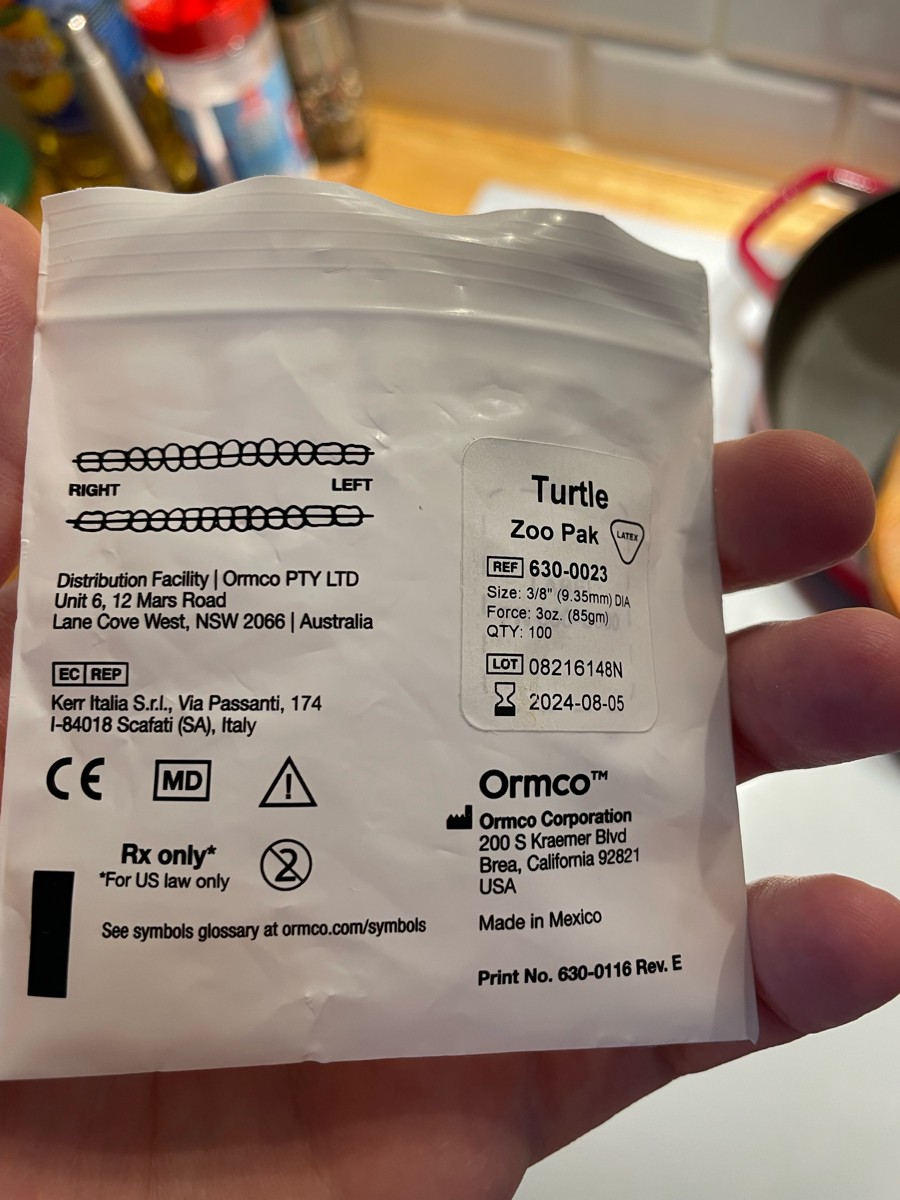 RIGHT
LEFT
Distribution Facility | Ormco PTY LTD
Unit 6, 12 Mars Road
Lane Cove West, NSW 2066 | Australia
EC REP
Kerr Italia S.r.l., Via Passanti, 174
I-84018 Scafati (SA), Italy
CE
MD
Rx only*
*For US law only
2
See symbols glossary at ormco.com/symbols
Turtle
Zoo Pak
LATEX
REF 630-0023
Size: 3/8" (9.35mm) DIA
Force: 3oz. (85gm)
QTY: 100
LOT 08216148N
2024-08-05
Ormco™
Ormco Corporation
200 S Kraemer Blvd
Brea, California 92821
USA
Made in Mexico
Print No. 630-0116 Rev. E